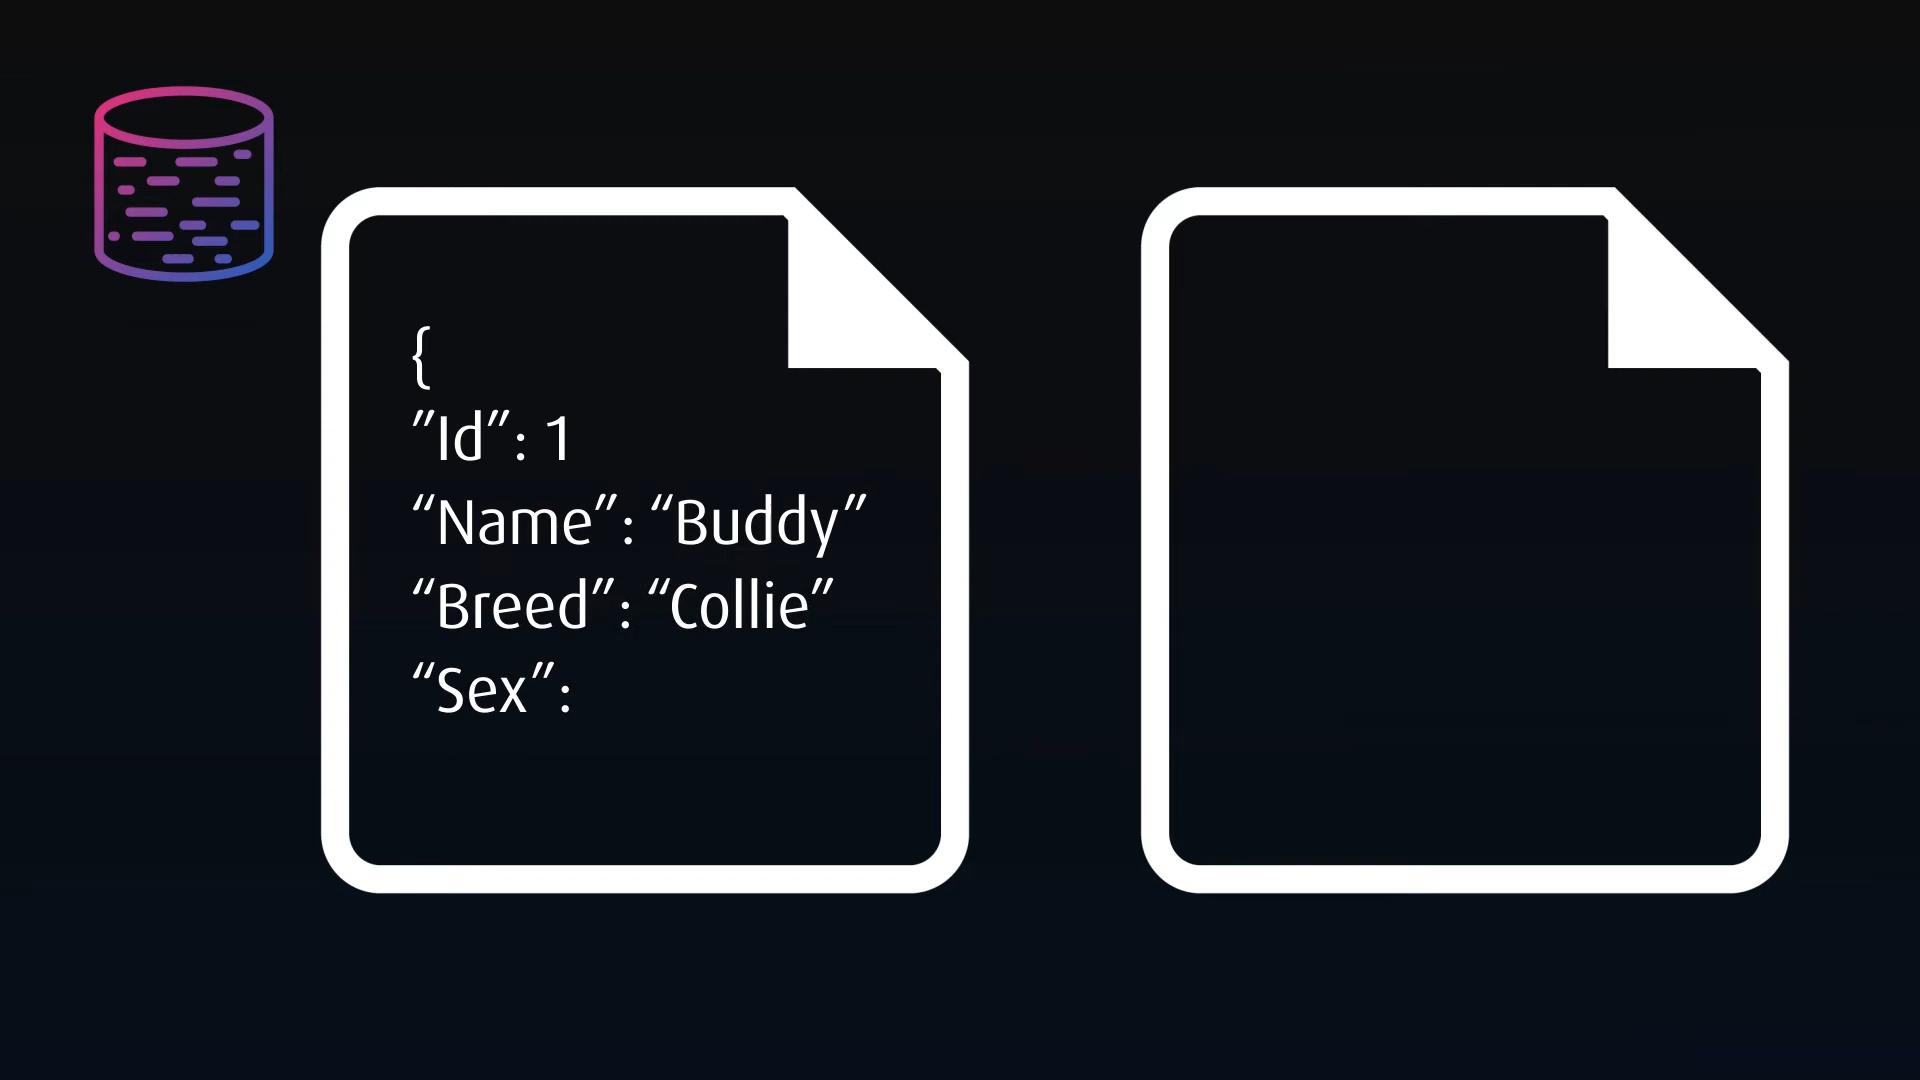 {
”Id”: 1
“Name”: “Buddy”
“Breed”: “Collie”
“Sex”: